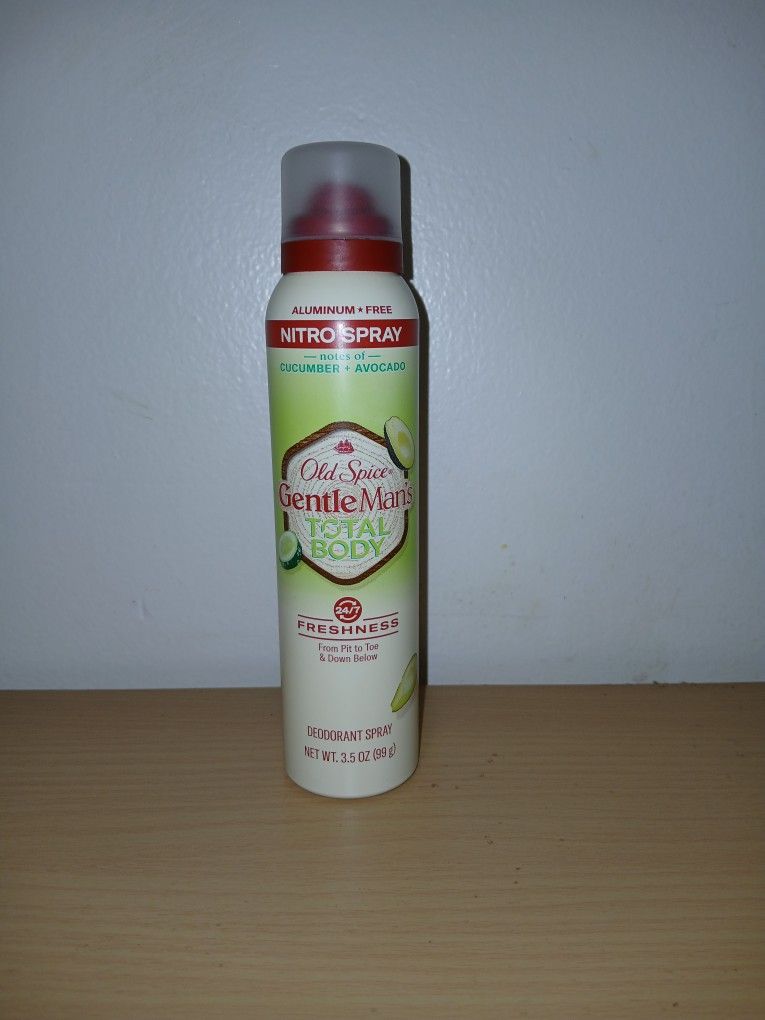 ALUMINUM★FREE
NITRO SPRAY
— notes of —
CUCUMBER + AVOCADO
Old Spice®
GentleMan's
TOTAL
BODY
24/7
FRESHNESS
From Pit to Toe
& Down Below
DEODORANT SPRAY
NET WT. 3.5 OZ (99 g)